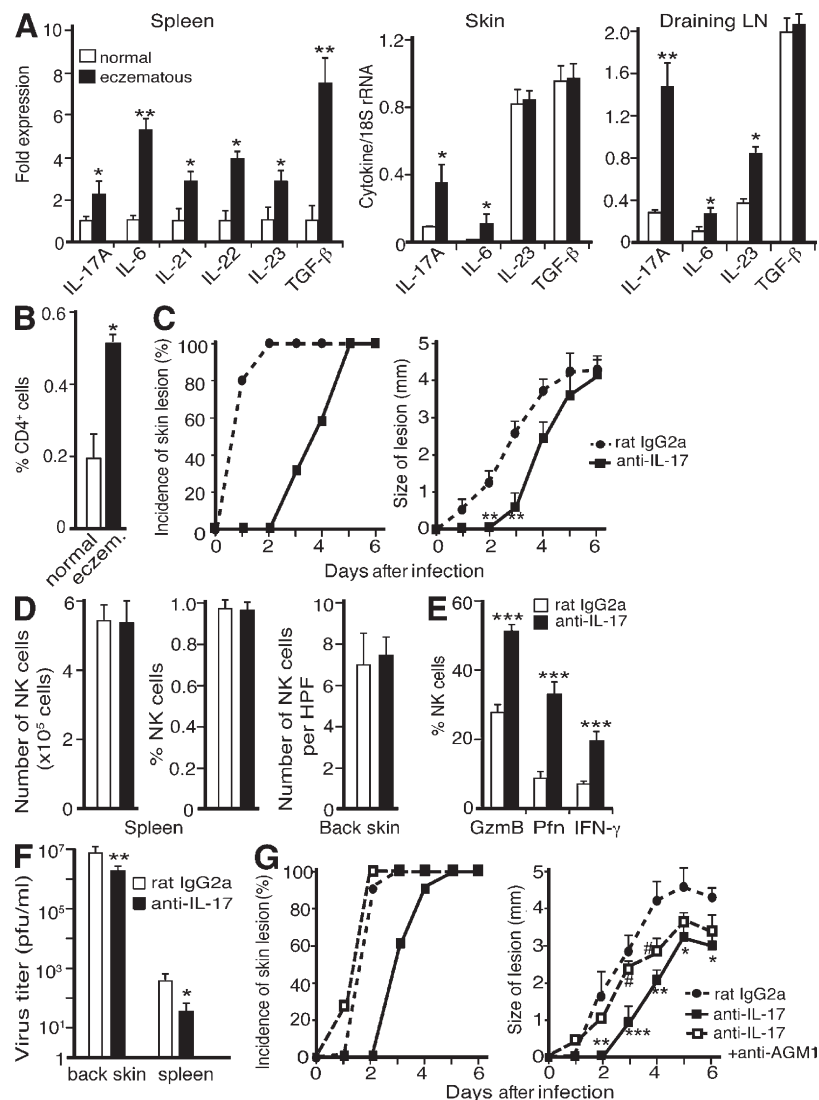 A
Spleen
Skin
Draining LN
Fold expression
10
8
6
4
2
0
normal
eczematous
* ** * * * **
IL-17A IL-6 IL-21 IL-22 IL-23 TGF-β
Cytokine/18S rRNA
1.2
0.8
0.4
0
* *
IL-17A IL-6 IL-23 TGF-β
2.0
1.6
1.2
0.8
0.4
0
** * *
IL-17A IL-6 IL-23 TGF-β
B
% CD4+ cells
0.6
0.4
0.2
0
*
normal
eczem.
C
Incidence of skin lesion (%)
100
80
60
40
20
0
0 2 4 6
Size of lesion (mm)
5
4
3
2
1
0
** **
0 2 4 6
rat IgG2a
anti-IL-17
Days after infection
D
Number of NK cells
(x10⁵ cells)
6
4
2
0
% NK cells
1.0
0.8
0.6
0.4
0.2
0
Spleen
Number of NK cells
per HPF
10
8
6
4
2
0
Back skin
E
% NK cells
60
40
20
0
rat IgG2a
anti-IL-17
*** *** ***
GzmB Pfn IFN-γ
F
Virus titer (pfu/ml)
10⁷
10⁵
10³
10¹
1
rat IgG2a
anti-IL-17
** *
back skin spleen
G
Incidence of skin lesion (%)
100
80
60
40
20
0
0 2 4 6
Size of lesion (mm)
5
4
3
2
1
0
# #
** *** ** * *
0 2 4 6
rat IgG2a
anti-IL-17
anti-IL-17
+anti-AGM1
Days after infection